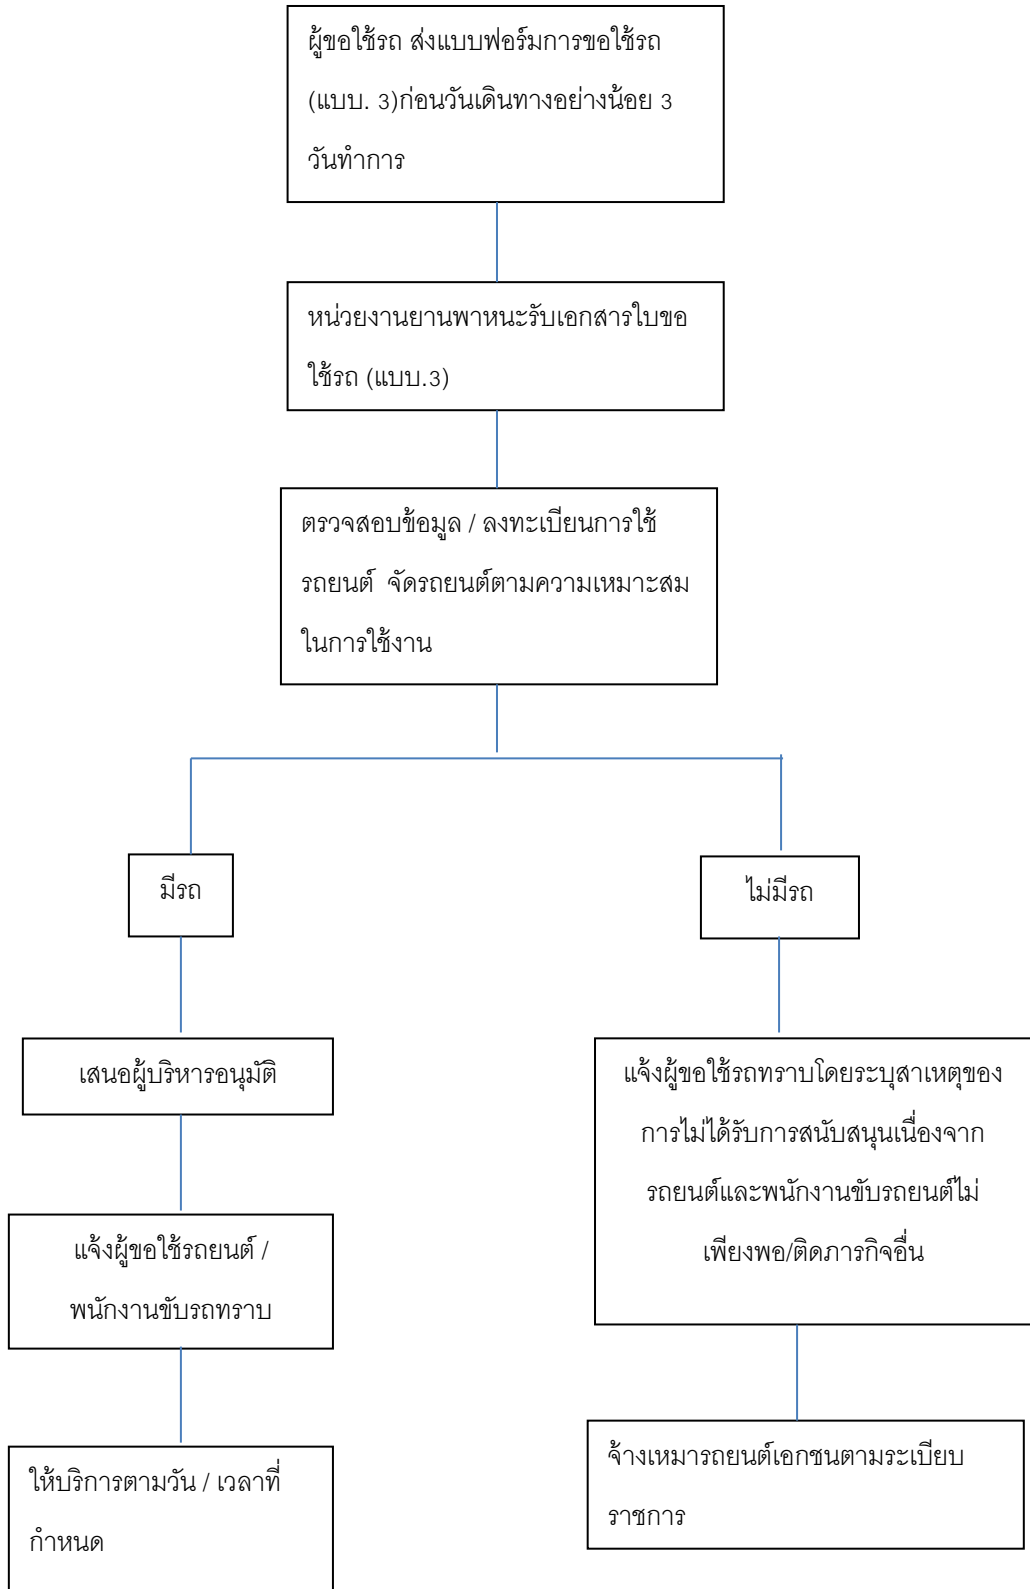 ผู้ขอใช้รถ ส่งแบบฟอร์มการขอใช้รถ
(แบบ. 3)ก่อนวันเดินทางอย่างน้อย 3
วันทำการ
หน่วยงานยานพาหนะรับเอกสารใบขอ
ใช้รถ (แบบ.3)
ตรวจสอบข้อมูล / ลงทะเบียนการใช้
รถยนต์ จัดรถยนต์ตามความเหมาะสม
ในการใช้งาน
มีรถ
เสนอผู้บริหารอนุมัติ
แจ้งผู้ขอใช้รถยนต์ /
พนักงานขับรถทราบ
ให้บริการตามวัน / เวลาที่
กำหนด
ไม่มีรถ
แจ้งผู้ขอใช้รถทราบโดยระบุสาเหตุของ
การไม่ได้รับการสนับสนุนเนื่องจาก
รถยนต์และพนักงานขับรถยนต์ไม่
เพียงพอ/ติดภารกิจอื่น
จ้างเหมารถยนต์เอกชนตามระเบียบ
ราชการ